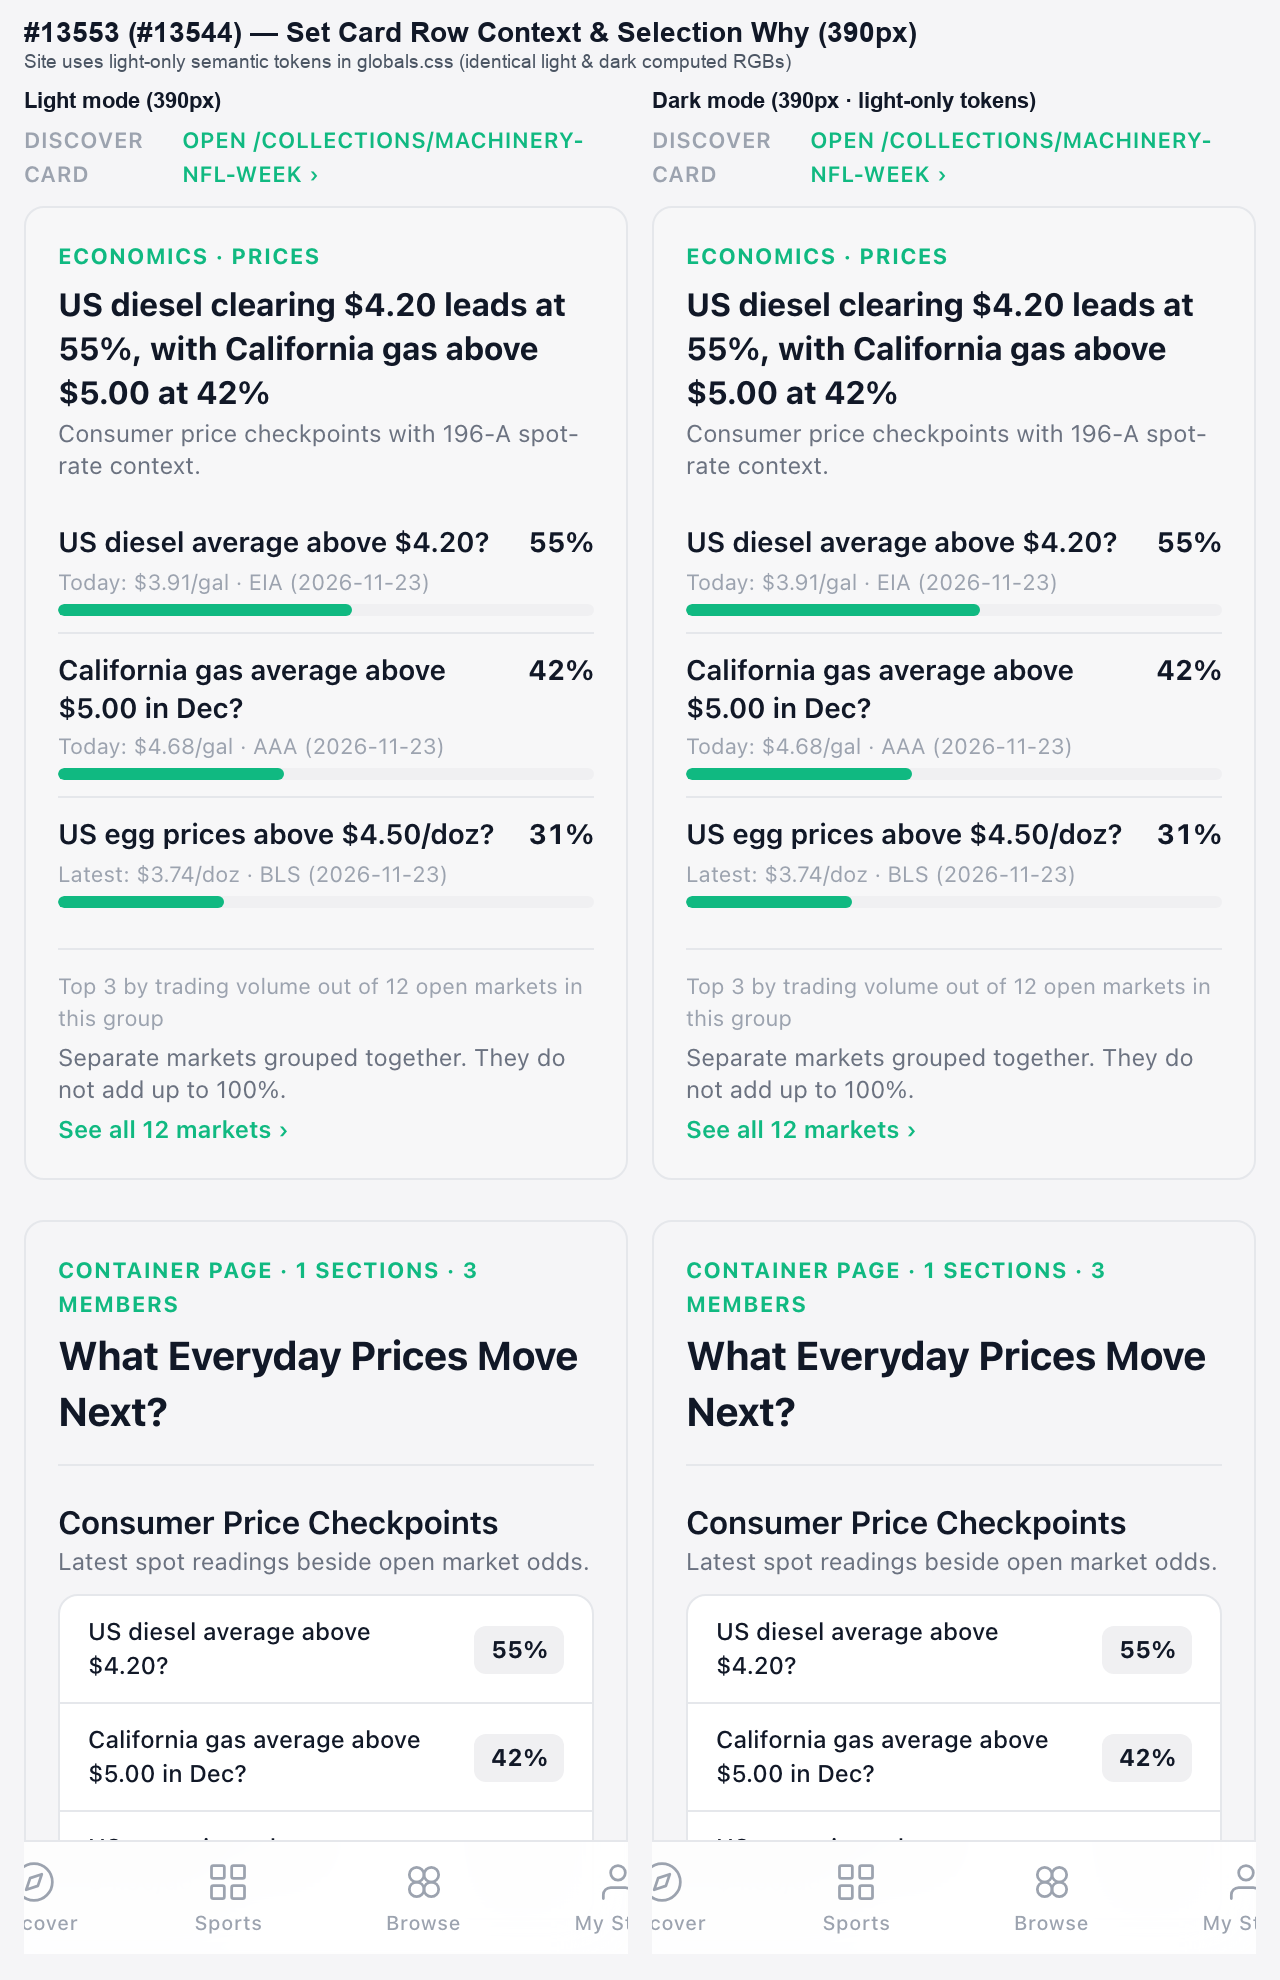 #13553 (#13544) — Set Card Row Context & Selection Why (390px)
Site uses light-only semantic tokens in globals.css (identical light & dark computed RGBs)
Light mode (390px)
DISCOVER CARD
OPEN /COLLECTIONS/MACHINERY-
NFL-WEEK ›
ECONOMICS · PRICES
US diesel clearing $4.20 leads at
55%, with California gas above
$5.00 at 42%
Consumer price checkpoints with 196-A spot-
rate context.
US diesel average above $4.20? 55%
Today: $3.91/gal · EIA (2026-11-23)
California gas average above 42%
$5.00 in Dec?
Today: $4.68/gal · AAA (2026-11-23)
US egg prices above $4.50/doz? 31%
Latest: $3.74/doz · BLS (2026-11-23)
Top 3 by trading volume out of 12 open markets in
this group
Separate markets grouped together. They do
not add up to 100%.
See all 12 markets ›
CONTAINER PAGE · 1 SECTIONS · 3
MEMBERS
What Everyday Prices Move
Next?
Consumer Price Checkpoints
Latest spot readings beside open market odds.
US diesel average above
$4.20?
55%
California gas average above
$5.00 in Dec?
42%
cover Sports Browse My St
Dark mode (390px · light-only tokens)
DISCOVER CARD
OPEN /COLLECTIONS/MACHINERY-
NFL-WEEK ›
ECONOMICS · PRICES
US diesel clearing $4.20 leads at
55%, with California gas above
$5.00 at 42%
Consumer price checkpoints with 196-A spot-
rate context.
US diesel average above $4.20? 55%
Today: $3.91/gal · EIA (2026-11-23)
California gas average above 42%
$5.00 in Dec?
Today: $4.68/gal · AAA (2026-11-23)
US egg prices above $4.50/doz? 31%
Latest: $3.74/doz · BLS (2026-11-23)
Top 3 by trading volume out of 12 open markets in
this group
Separate markets grouped together. They do
not add up to 100%.
See all 12 markets ›
CONTAINER PAGE · 1 SECTIONS · 3
MEMBERS
What Everyday Prices Move
Next?
Consumer Price Checkpoints
Latest spot readings beside open market odds.
US diesel average above
$4.20?
55%
California gas average above
$5.00 in Dec?
42%
cover Sports Browse My St